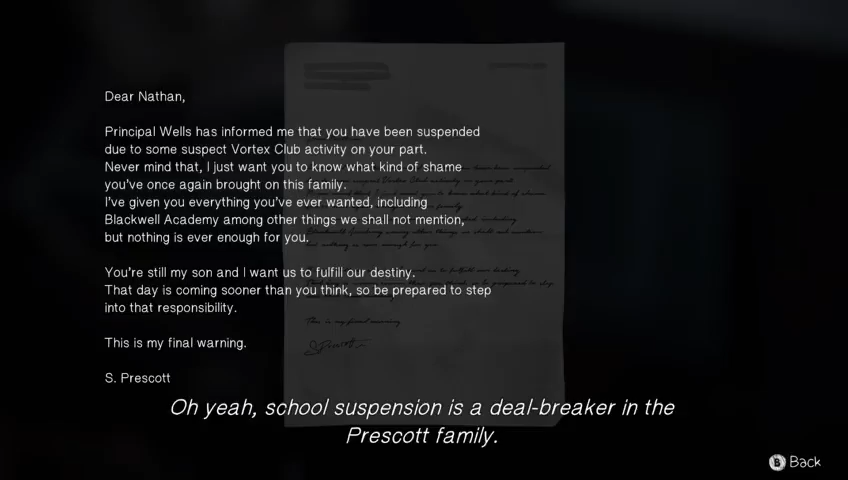 Dear Nathan,
Principal Wells has informed me that you have been suspended
due to some suspect Vortex Club activity on your part.
Never mind that, I just want you to know what kind of shame
you've once again brought on this family.
I've given you everything you've ever wanted, including
Blackwell Academy among other things we shall not mention,
but nothing is ever enough for you.
You're still my son and I want us to fulfill our destiny.
That day is coming sooner than you think, so be prepared to step
into that responsibility.
This is my final warning.
S. Prescott
Oh yeah, school suspension is a deal-breaker in the
Prescott family.
B Back